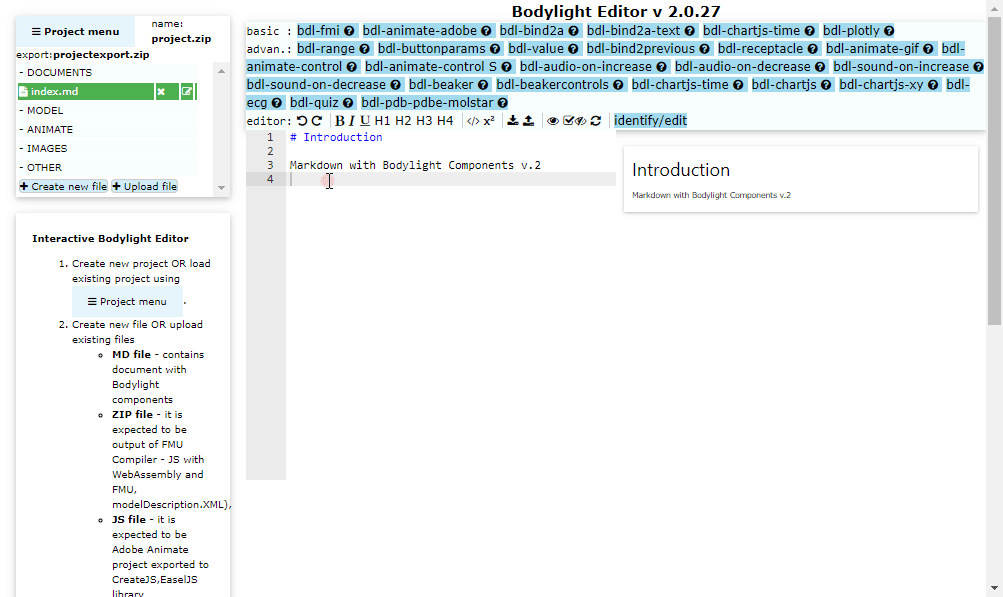 Bodylight Editor v 2.0.27
Project menu
name:
project.zip
export:projectexport.zip
- DOCUMENTS
index.md
- MODEL
- ANIMATE
- IMAGES
- OTHER
Create new file Upload file
Interactive Bodylight Editor
1. Create new project OR load
existing project using
Project menu .
2. Create new file OR upload
existing files
MD file - contains
document with
Bodylight
components
ZIP file - it is
expected to be
output of FMU
Compiler - JS with
WebAssembly and
FMU,
modelDescription.XML),
JS file - it is
expected to be
Adobe Animate
project exported to
CreateJS,EaselJS
library
basic : bdl-fmi bdl-animate-adobe bdl-bind2a bdl-bind2a-text bdl-chartjs-time bdl-plotly
advan.: bdl-range bdl-buttonparams bdl-value bdl-bind2previous bdl-receptacle bdl-animate-gif bdl-
animate-control bdl-animate-control S bdl-audio-on-increase bdl-audio-on-decrease bdl-sound-on-increase
bdl-sound-on-decrease bdl-beaker bdl-beakercontrols bdl-chartjs-time bdl-chartjs bdl-chartjs-xy bdl-
ecg bdl-quiz bdl-pdb-pdbe-molstar
editor: B I U H1 H2 H3 H4 </> x² identify/edit
1 # Introduction
2
3 Markdown with Bodylight Components v.2
4
Introduction
Markdown with Bodylight Components v.2